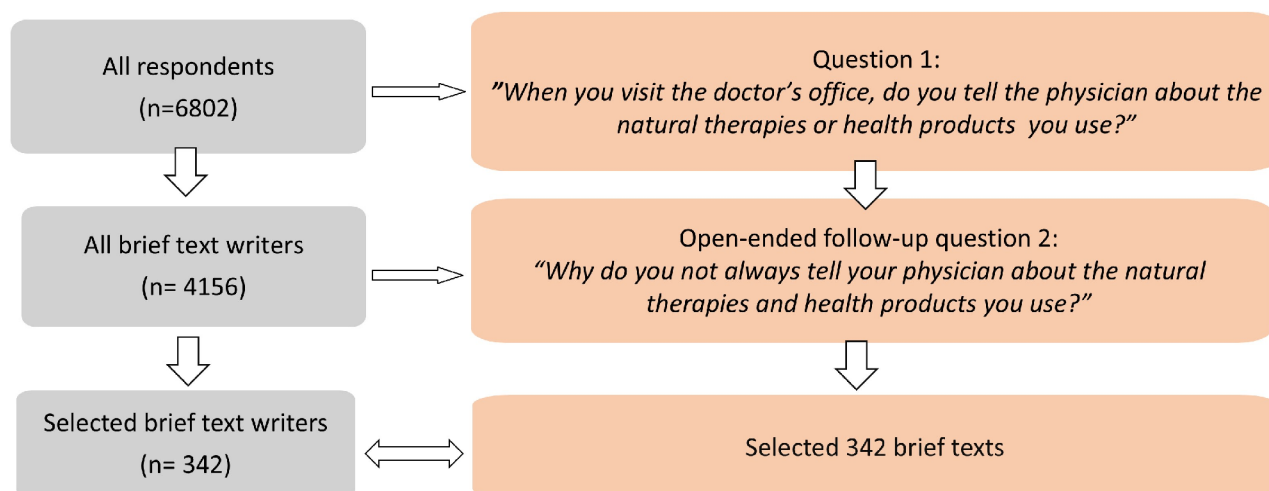 All respondents
(n=6802)
Question 1:
”When you visit the doctor’s office, do you tell the physician about the
natural therapies or health products  you use?”
All brief text writers
(n= 4156)
Open-ended follow-up question 2:
“Why do you not always tell your physician about the natural
therapies and health products you use?”
Selected brief text writers
(n= 342)
Selected 342 brief texts